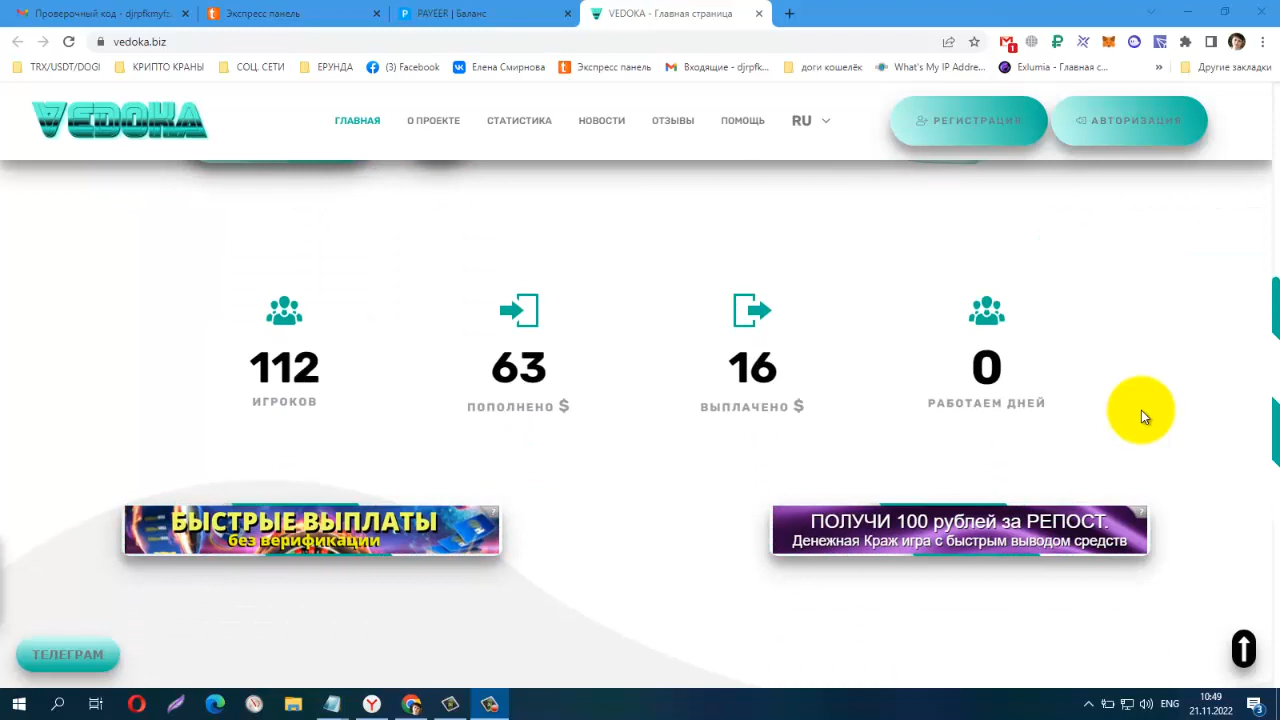 Проверочный код - djrpfkmyfz
Экспресс панель
PAYEER | Баланс
VEDOKA - Главная страница
vedoka.biz
1
TRX/USDT/DOGI
КРИПТО КРАНЫ
СОЦ. СЕТИ
ЕРУНДА
(3) Facebook
Елена Смирнова
Экспресс панель
Входящие - djrpfk...
доги кошелёк
What's My IP Addre...
Exlumia - Главная с...
»
Другие закладки
VEDOKA
ГЛАВНАЯ
О ПРОЕКТЕ
СТАТИСТИКА
НОВОСТИ
ОТЗЫВЫ
ПОМОЩЬ
RU
РЕГИСТРАЦИЯ
АВТОРИЗАЦИЯ
112
ИГРОКОВ
63
ПОПОЛНЕНО $
16
ВЫПЛАЧЕНО $
0
РАБОТАЕМ ДНЕЙ
БЫСТРЫЕ ВЫПЛАТЫ
без верификации
?
ПОЛУЧИ 100 рублей за РЕПОСТ.
Денежная Краж игра с быстрым выводом средств
?
ТЕЛЕГРАМ
ENG
10:49
21.11.2022
3